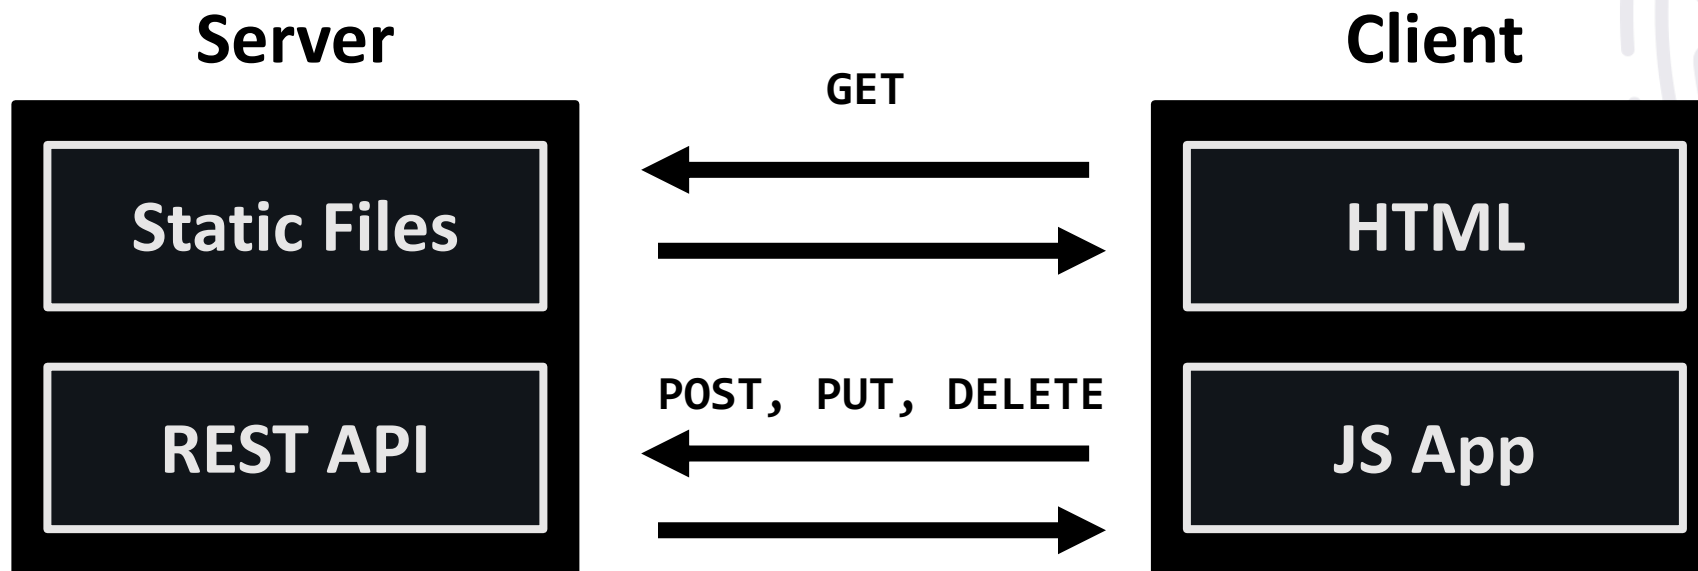 Server
Client
GET
Static Files
HTML
POST, PUT, DELETE
REST API
JS App